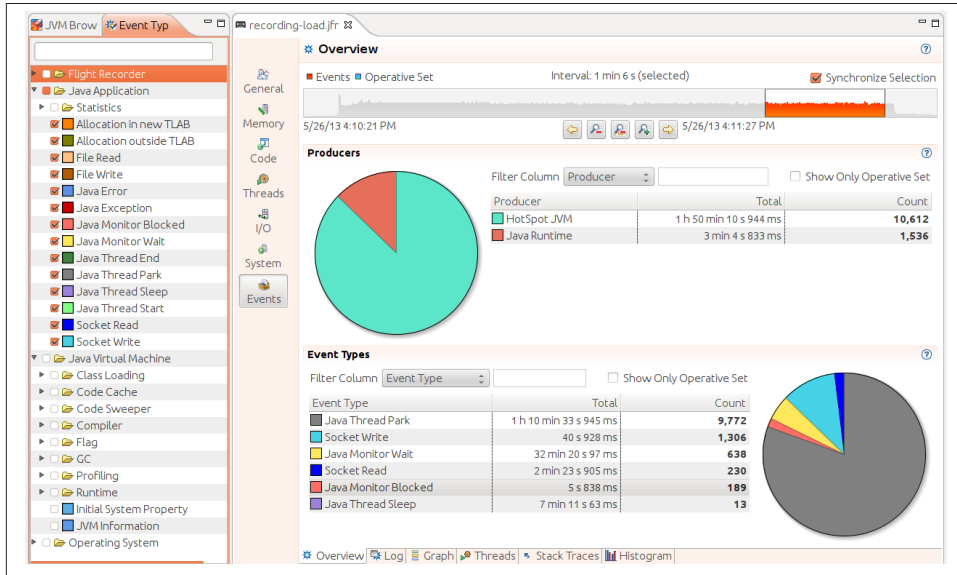 JVM Brow
Event Typ
Flight Recorder
Java Application
Statistics
Allocation in new TLAB
Allocation outside TLAB
File Read
File Write
Java Error
Java Exception
Java Monitor Blocked
Java Monitor Wait
Java Thread End
Java Thread Park
Java Thread Sleep
Java Thread Start
Socket Read
Socket Write
Java Virtual Machine
Class Loading
Code Cache
Code Sweeper
Compiler
Flag
GC
Profiling
Runtime
Initial System Property
JVM Information
Operating System
recording-load.jfr
General
Memory
Code
Threads
I/O
System
Events
Overview
Events Operative Set Interval: 1 min 6 s (selected) Synchronize Selection
5/26/13 4:10:21 PM 5/26/13 4:11:27 PM
Producers
Filter Column Producer Show Only Operative Set
Producer Total Count
HotSpot JVM 1 h 50 min 10 s 944 ms 10,612
Java Runtime 3 min 4 s 833 ms 1,536
Event Types
Filter Column Event Type Show Only Operative Set
Event Type Total Count
Java Thread Park 1 h 10 min 33 s 945 ms 9,772
Socket Write 40 s 928 ms 1,306
Java Monitor Wait 32 min 20 s 97 ms 638
Socket Read 2 min 23 s 905 ms 230
Java Monitor Blocked 5 s 838 ms 189
Java Thread Sleep 7 min 11 s 63 ms 13
Overview Log Graph Threads Stack Traces Histogram